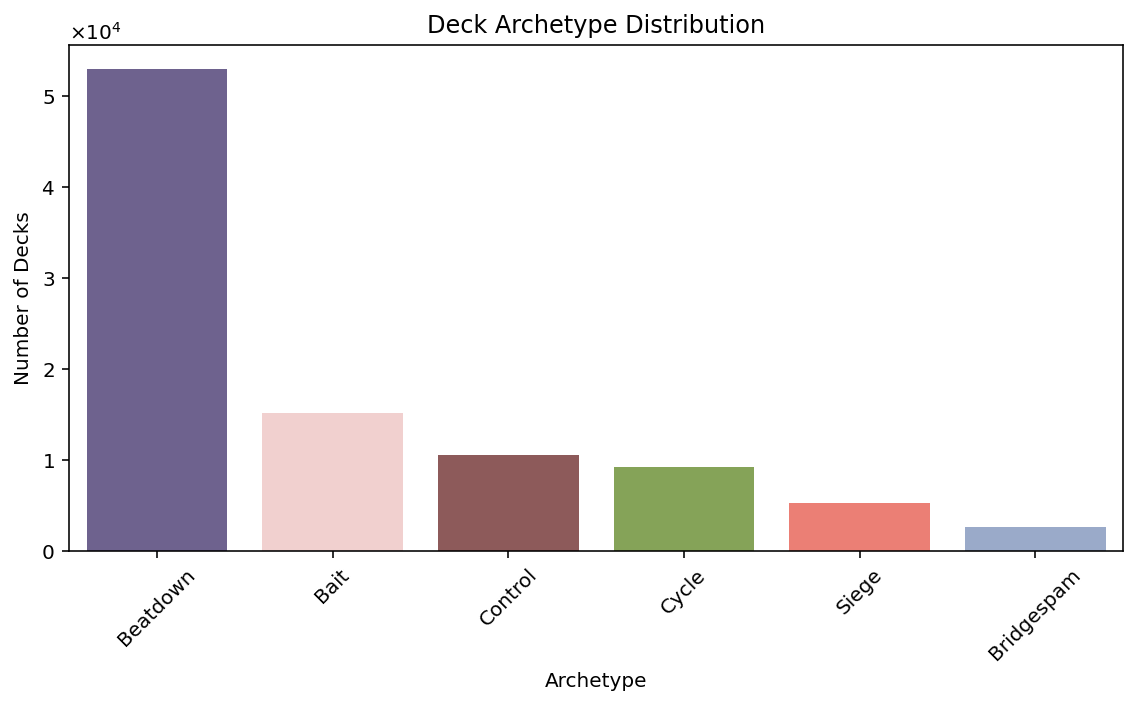 Deck Archetype Distribution
×10⁴
5
4
3
2
1
0
Number of Decks
Beatdown
Bait
Control
Cycle
Siege
Bridgespam
Archetype